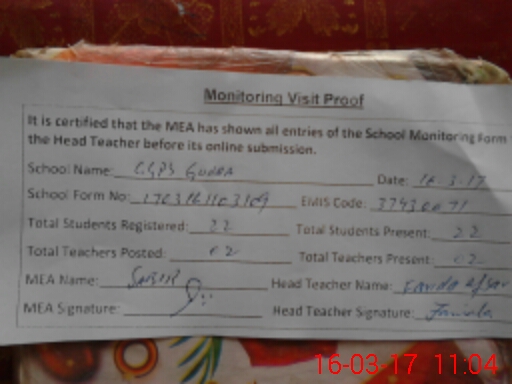 Monitoring Visit Proof
It is certified that the MEA has shown all entries of the School Monitoring Form
the Head Teacher before its online submission.
School Name: GGPS Date: 16.3.17
School Form No: EMIS Code:
Total Students Registered: 22 Total Students Present: 22
Total Teachers Posted: 02 Total Teachers Present: 02
MEA Name: SABIR Head Teacher Name: Farida
MEA Signature: Head Teacher Signature: Farida
16-03-17 11:04